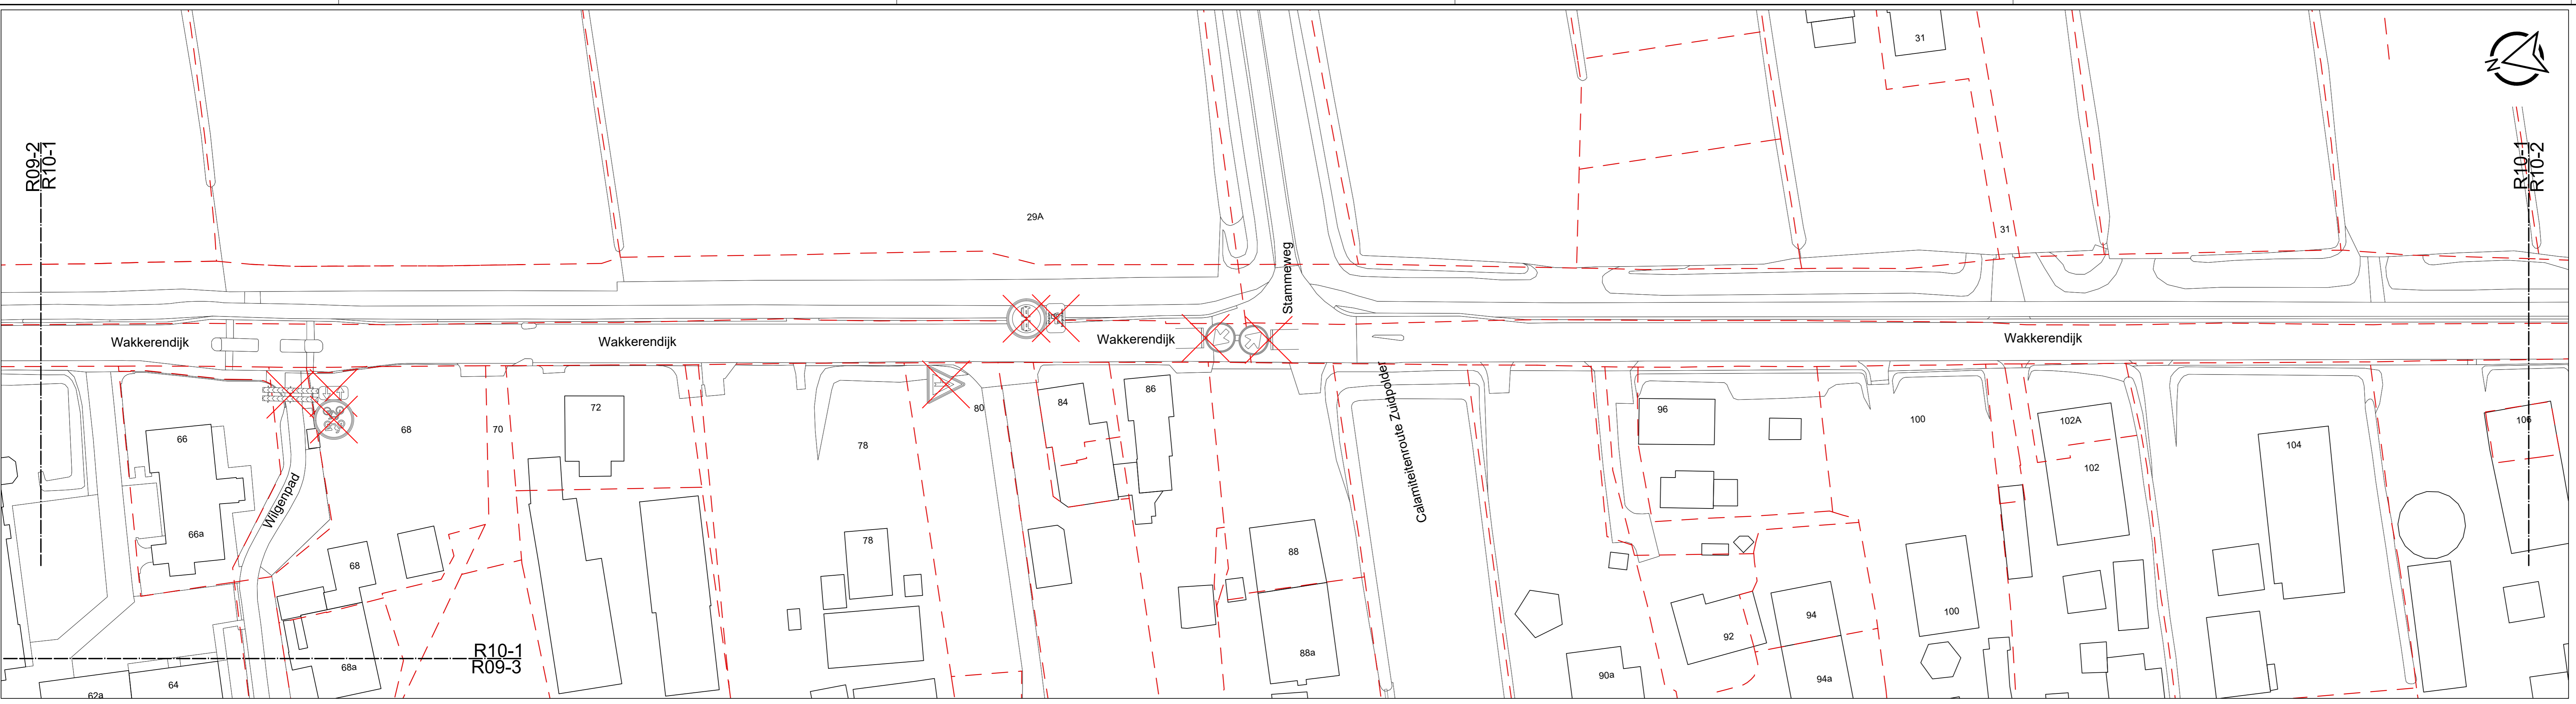 31
N
R09-2
R10-1
R10-1
R10-2
29A
31
Stammeweg
Wakkerendijk
Wakkerendijk
Wakkerendijk
Wakkerendijk
Calamiteitenroute Zuidpolder
Wilgenpad
66
66a
68
70
72
78
80
84
86
96
100
102A
102
104
106
78
68
88
100
92
94
88a
90a
94a
68a
64
62a
R10-1
R09-3